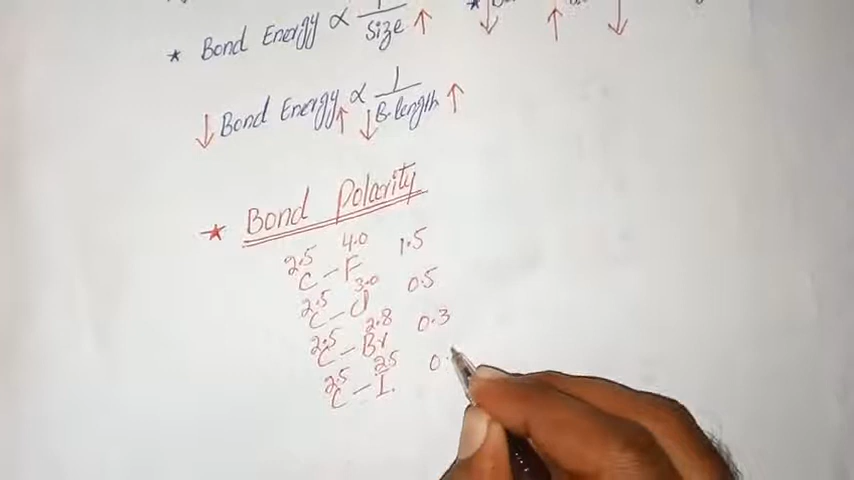 * Bond Energy ∝ 1/Size ↑
↓ Bond Energy ↑ ∝ 1/B.length ↓ ↑
* Bond Polarity
2.5 4.0
C – F 1.5
2.5 3.0
C – Cl 0.5
2.5 2.8
C – Br 0.3
2.5 2.5
C – I. 0.